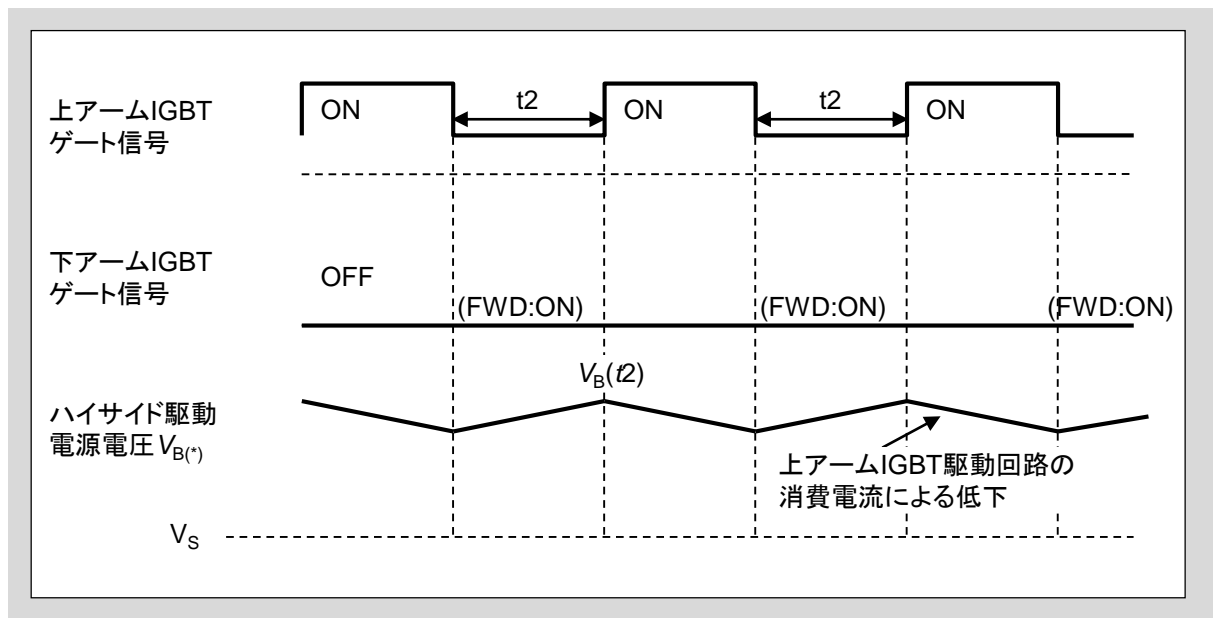 上アームIGBT
ゲート信号
ON
t2
ON
t2
ON
下アームIGBT
ゲート信号
OFF
(FWD:ON)
(FWD:ON)
(FWD:ON)
VB(t2)
ハイサイド駆動
電源電圧VB(*)
上アームIGBT駆動回路の
消費電流による低下
VS